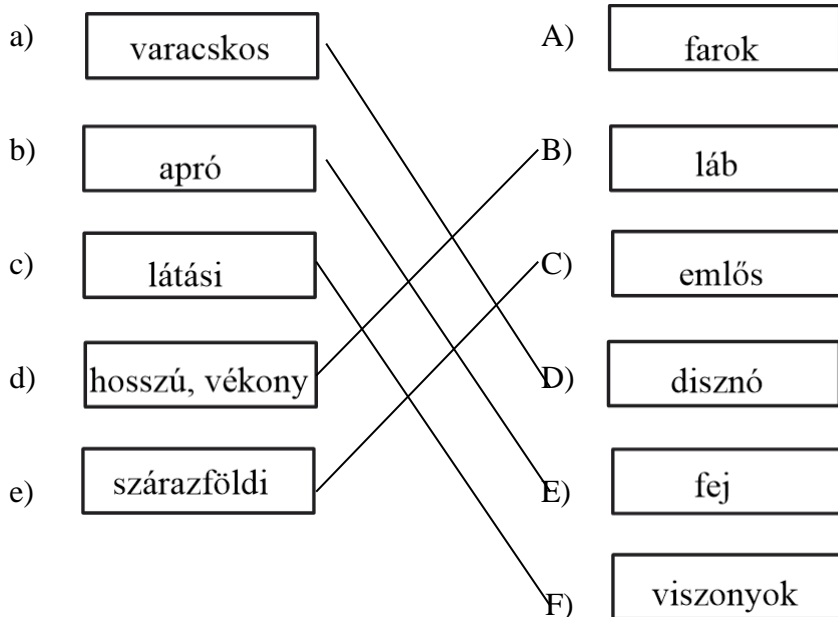 a) varacskos A) farok
b) apró B) láb
c) látási C) emlős
d) hosszú, vékony D) disznó
e) szárazföldi E) fej
F) viszonyok